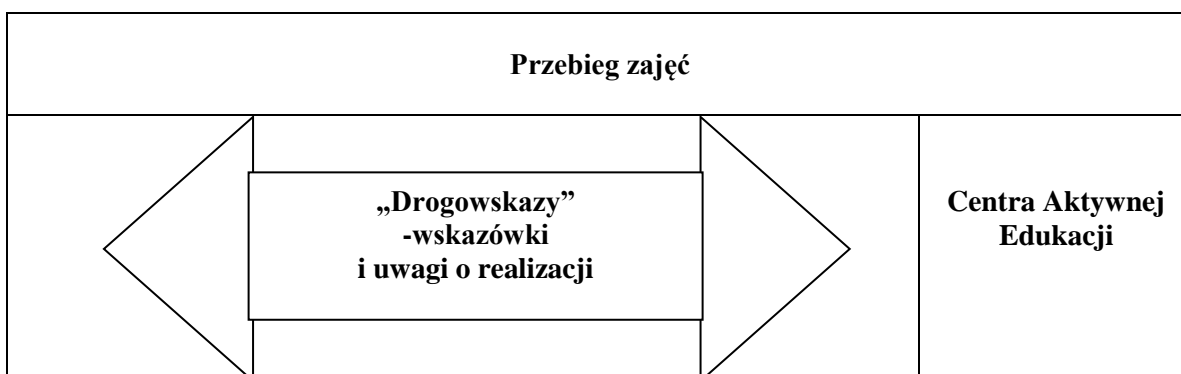 Przebieg zajęć
„Drogowskazy”
-wskazówki
i uwagi o realizacji
Centra Aktywnej
Edukacji